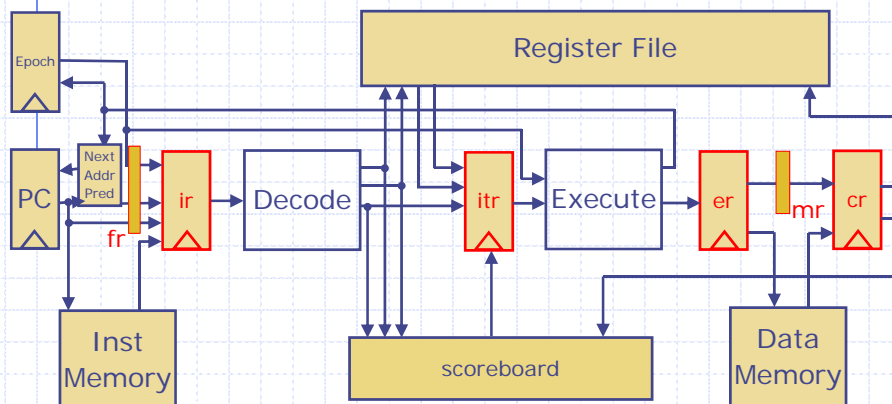 Register File
Epoch
Next
Addr
Pred
PC
fr
ir
Decode
itr
Execute
er
mr
cr
Inst
Memory
scoreboard
Data
Memory